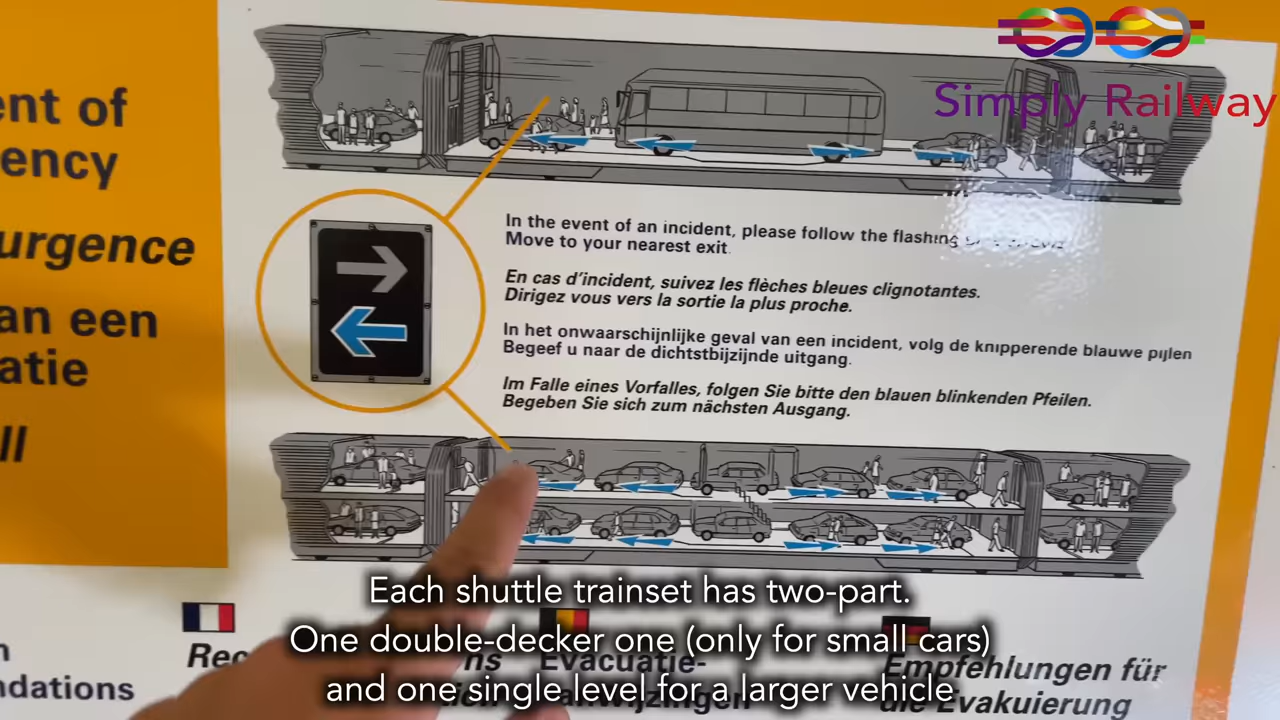 Simply Railway
ent of
ency
urgence
an een
atie
ll
In the event of an incident, please follow the flashing
Move to your nearest exit.
En cas d'incident, suivez les flèches bleues clignotantes.
Dirigez vous vers la sortie la plus proche.
In het onwaarschijnlijke geval van een incident, volg de knipperende blauwe pijlen
Begeef u naar de dichtstbijzijnde uitgang.
Im Falle eines Vorfalles, folgen Sie bitte den blauen blinkenden Pfeilen.
Begeben Sie sich zum nächsten Ausgang.
Each shuttle trainset has two-part.
One double-decker one (only for small cars)
and one single level for a larger vehicle
ndations
Rec
ns
Evacuatie-
Empfehlungen für
die Evakuierung